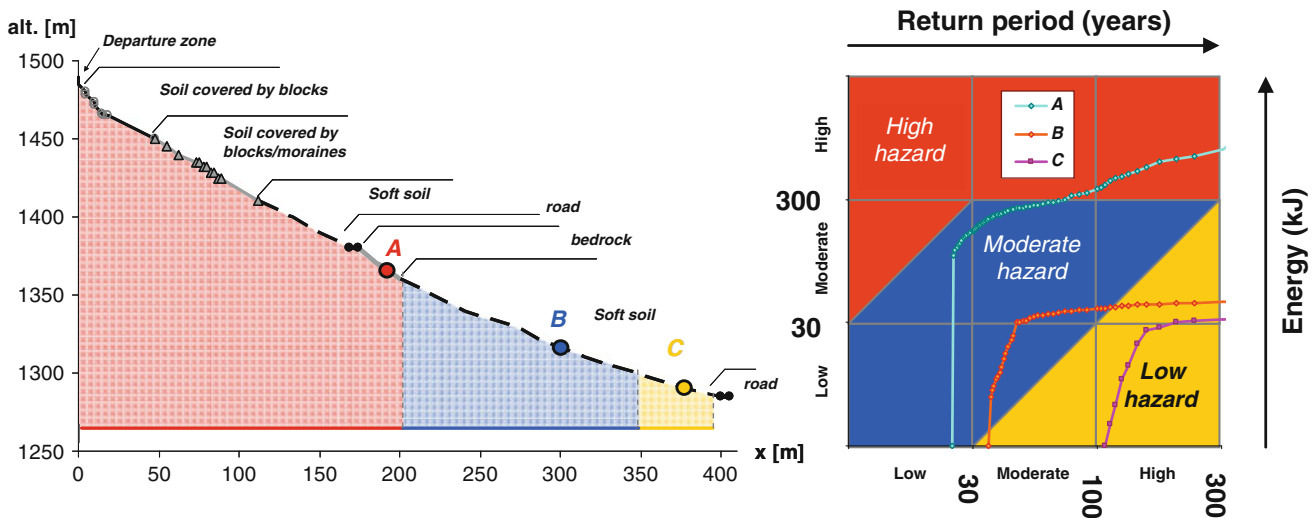 alt. [m]
Departure zone
1500
Soil covered by blocks
1450
Soil covered by
blocks/moraines
1400
Soft soil
road
A
bedrock
1350
B
Soft soil
C
1300
road
1250
x [m]
0
50
100
150
200
250
300
350
400
Return period (years)
High
hazard
A
B
C
High
300
Moderate
Moderate
hazard
30
Low
Low
hazard
Energy (kJ)
Low
30
Moderate
100
High
300